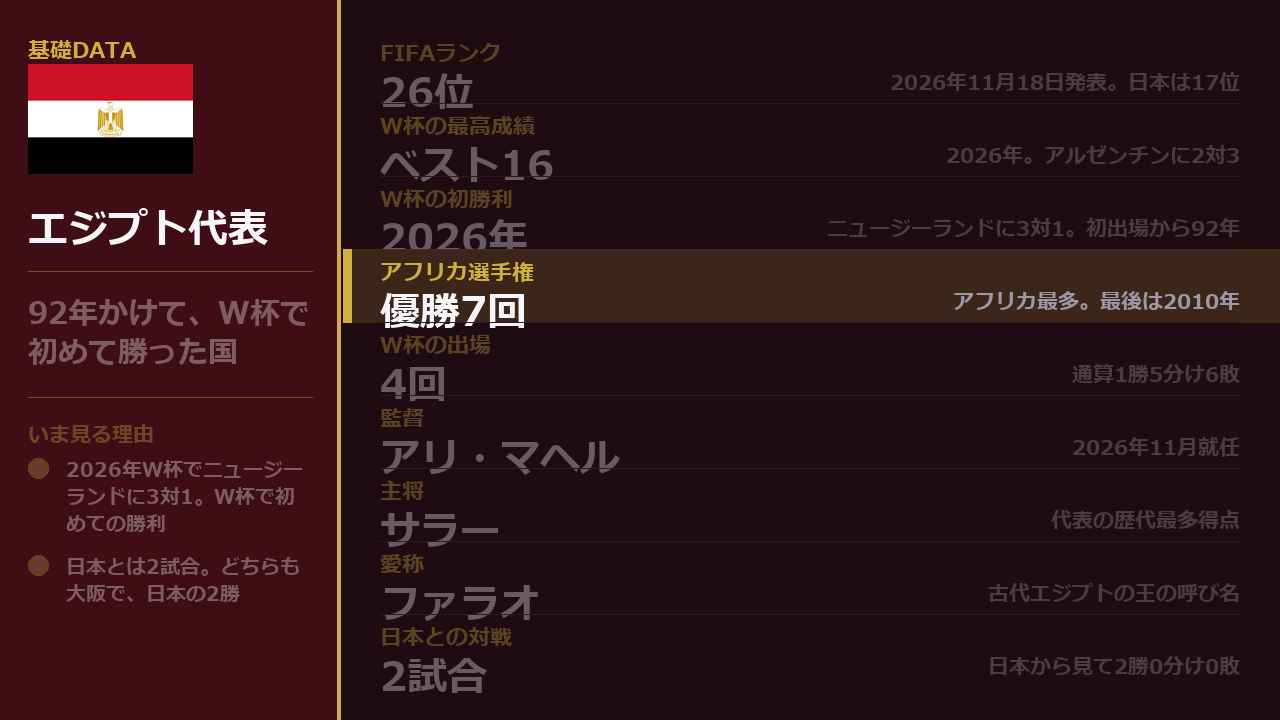 基礎DATA
エジプト代表
92年かけて、W杯で
初めて勝った国
いま見る理由
2026年W杯でニュージー
ランドに3対1。W杯で初
めての勝利
日本とは2試合。どちらも
大阪で、日本の2勝
FIFAランク
26位
2026年11月18日発表。日本は17位
W杯の最高成績
ベスト16
2026年。アルゼンチンに2対3
W杯の初勝利
2026年
ニュージーランドに3対1。初出場から92年
アフリカ選手権
優勝7回
アフリカ最多。最後は2010年
W杯の出場
4回
通算1勝5分け6敗
監督
アリ・マヘル
2026年11月就任
主将
サラー
代表の歴代最多得点
愛称
ファラオ
古代エジプトの王の呼び名
日本との対戦
2試合
日本から見て2勝0分け0敗